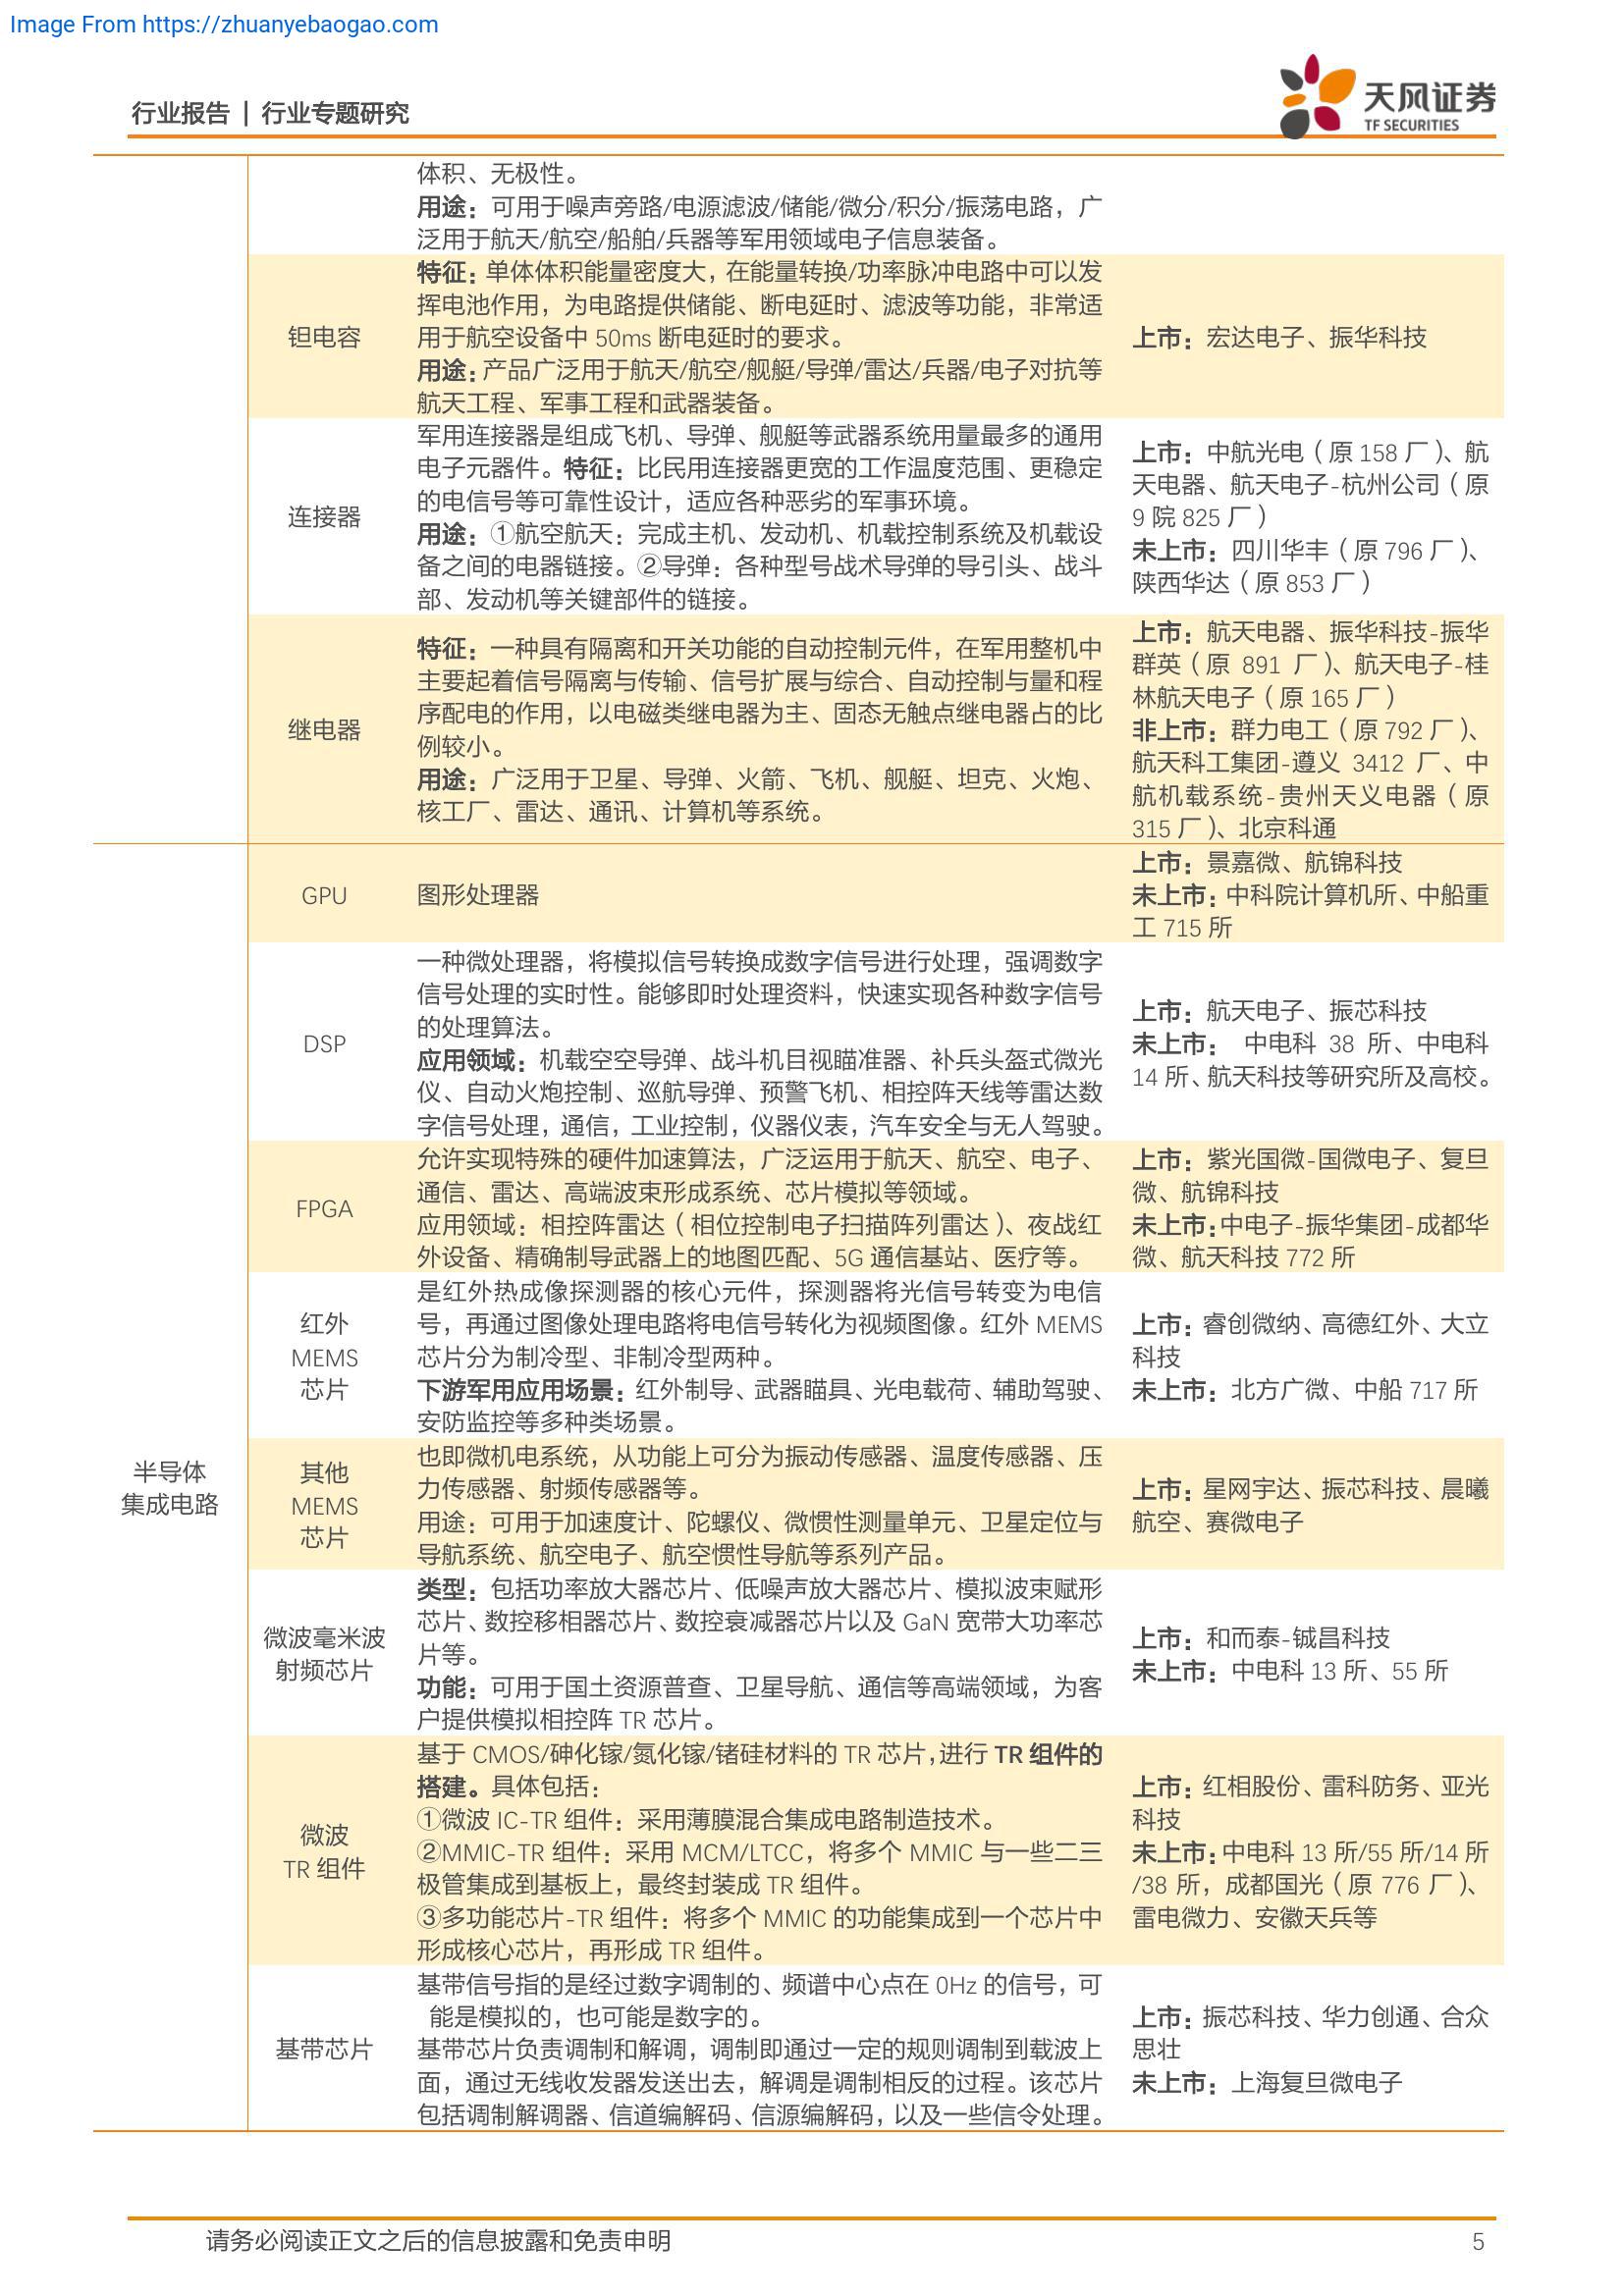 Image From https://zhuanyebaogao.com
行业报告 | 行业专题研究
天风证券
TF SECURITIES
体积、无极性。
用途：可用于噪声旁路/电源滤波/储能/微分/积分/振荡电路，广
泛用于航天/航空/船舶/兵器等军用领域电子信息装备。
钽电容
特征：单体体积能量密度大，在能量转换/功率脉冲电路中可以发
挥电池作用，为电路提供储能、断电延时、滤波等功能，非常适
用于航空设备中 50ms 断电延时的要求。
用途：产品广泛用于航天/航空/舰艇/导弹/雷达/兵器/电子对抗等
航天工程、军事工程和武器装备。
上市：宏达电子、振华科技
连接器
军用连接器是组成飞机、导弹、舰艇等武器系统用量最多的通用
电子元器件。特征：比民用连接器更宽的工作温度范围、更稳定
的电信号等可靠性设计，适应各种恶劣的军事环境。
用途：①航空航天：完成主机、发动机、机载控制系统及机载设
备之间的电器链接。②导弹：各种型号战术导弹的导引头、战斗
部、发动机等关键部件的链接。
上市：中航光电（原 158 厂）、航
天电器、航天电子-杭州公司（原
9 院 825 厂）
未上市：四川华丰（原 796 厂）、
陕西华达（原 853 厂）
继电器
特征：一种具有隔离和开关功能的自动控制元件，在军用整机中
主要起着信号隔离与传输、信号扩展与综合、自动控制与量和程
序配电的作用，以电磁类继电器为主、固态无触点继电器占的比
例较小。
用途：广泛用于卫星、导弹、火箭、飞机、舰艇、坦克、火炮、
核工厂、雷达、通讯、计算机等系统。
上市：航天电器、振华科技-振华
群英（原 891 厂）、航天电子-桂
林航天电子（原 165 厂）
非上市：群力电工（原 792 厂）、
航天科工集团-遵义 3412 厂、中
航机载系统-贵州天义电器（原
315 厂）、北京科通
半导体
集成电路
GPU
图形处理器
上市：景嘉微、航锦科技
未上市：中科院计算机所、中船重
工 715 所
DSP
一种微处理器，将模拟信号转换成数字信号进行处理，强调数字
信号处理的实时性。能够即时处理资料，快速实现各种数字信号
的处理算法。
应用领域：机载空空导弹、战斗机目视瞄准器、补兵头盔式微光
仪、自动火炮控制、巡航导弹、预警飞机、相控阵天线等雷达数
字信号处理，通信，工业控制，仪器仪表，汽车安全与无人驾驶。
上市：航天电子、振芯科技
未上市： 中电科 38 所、中电科
14 所、航天科技等研究所及高校。
FPGA
允许实现特殊的硬件加速算法，广泛运用于航天、航空、电子、
通信、雷达、高端波束形成系统、芯片模拟等领域。
应用领域：相控阵雷达（相位控制电子扫描阵列雷达）、夜战红
外设备、精确制导武器上的地图匹配、5G 通信基站、医疗等。
上市：紫光国微-国微电子、复旦
微、航锦科技
未上市：中电子-振华集团-成都华
微、航天科技 772 所
红外
MEMS
芯片
是红外热成像探测器的核心元件，探测器将光信号转变为电信
号，再通过图像处理电路将电信号转化为视频图像。红外 MEMS
芯片分为制冷型、非制冷型两种。
下游军用应用场景：红外制导、武器瞄具、光电载荷、辅助驾驶、
安防监控等多种类场景。
上市：睿创微纳、高德红外、大立
科技
未上市：北方广微、中船 717 所
其他
MEMS
芯片
也即微机电系统，从功能上可分为振动传感器、温度传感器、压
力传感器、射频传感器等。
用途：可用于加速度计、陀螺仪、微惯性测量单元、卫星定位与
导航系统、航空电子、航空惯性导航等系列产品。
上市：星网宇达、振芯科技、晨曦
航空、赛微电子
微波毫米波
射频芯片
类型：包括功率放大器芯片、低噪声放大器芯片、模拟波束赋形
芯片、数控移相器芯片、数控衰减器芯片以及 GaN 宽带大功率芯
片等。
功能：可用于国土资源普查、卫星导航、通信等高端领域，为客
户提供模拟相控阵 TR 芯片。
上市：和而泰-铖昌科技
未上市：中电科 13 所、55 所
微波
TR 组件
基于 CMOS/砷化镓/氮化镓/锗硅材料的 TR 芯片，进行 TR 组件的
搭建。具体包括：
①微波 IC-TR 组件：采用薄膜混合集成电路制造技术。
②MMIC-TR 组件：采用 MCM/LTCC，将多个 MMIC 与一些二三
极管集成到基板上，最终封装成 TR 组件。
③多功能芯片-TR 组件：将多个 MMIC 的功能集成到一个芯片中
形成核心芯片，再形成 TR 组件。
上市：红相股份、雷科防务、亚光
科技
未上市：中电科 13 所/55 所/14 所
/38 所，成都国光（原 776 厂）、
雷电微力、安徽天兵等
基带芯片
基带信号指的是经过数字调制的、频谱中心点在 0Hz 的信号，可
能是模拟的，也可能是数字的。
基带芯片负责调制和解调，调制即通过一定的规则调制到载波上
面，通过无线收发器发送出去，解调是调制相反的过程。该芯片
包括调制解调器、信道编解码、信源编解码，以及一些信令处理。
上市：振芯科技、华力创通、合众
思壮
未上市：上海复旦微电子
请务必阅读正文之后的信息披露和免责申明
5